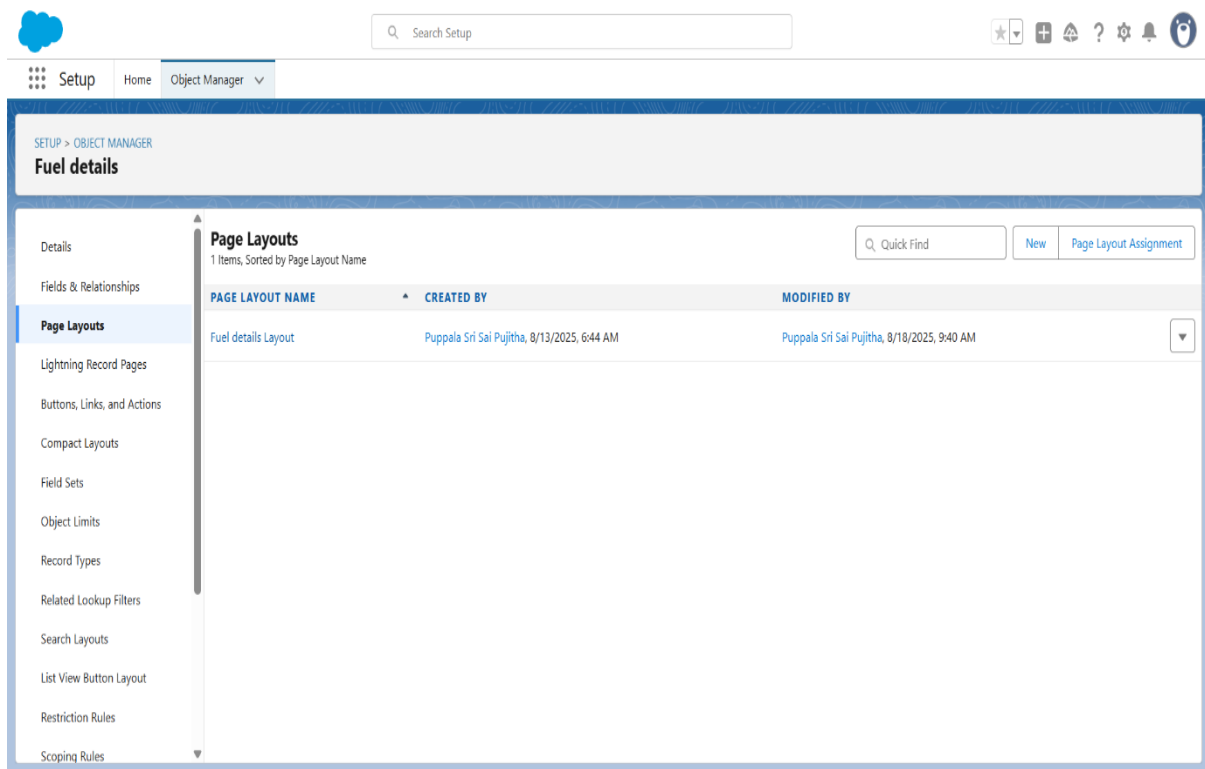 Search Setup
Setup Home Object Manager
SETUP > OBJECT MANAGER
Fuel details
Details
Fields & Relationships
Page Layouts
Lightning Record Pages
Buttons, Links, and Actions
Compact Layouts
Field Sets
Object Limits
Record Types
Related Lookup Filters
Search Layouts
List View Button Layout
Restriction Rules
Scoping Rules
Page Layouts
1 Items, Sorted by Page Layout Name
Quick Find New Page Layout Assignment
PAGE LAYOUT NAME CREATED BY MODIFIED BY
Fuel details Layout Puppala Sri Sai Pujitha, 8/13/2025, 6:44 AM Puppala Sri Sai Pujitha, 8/18/2025, 9:40 AM